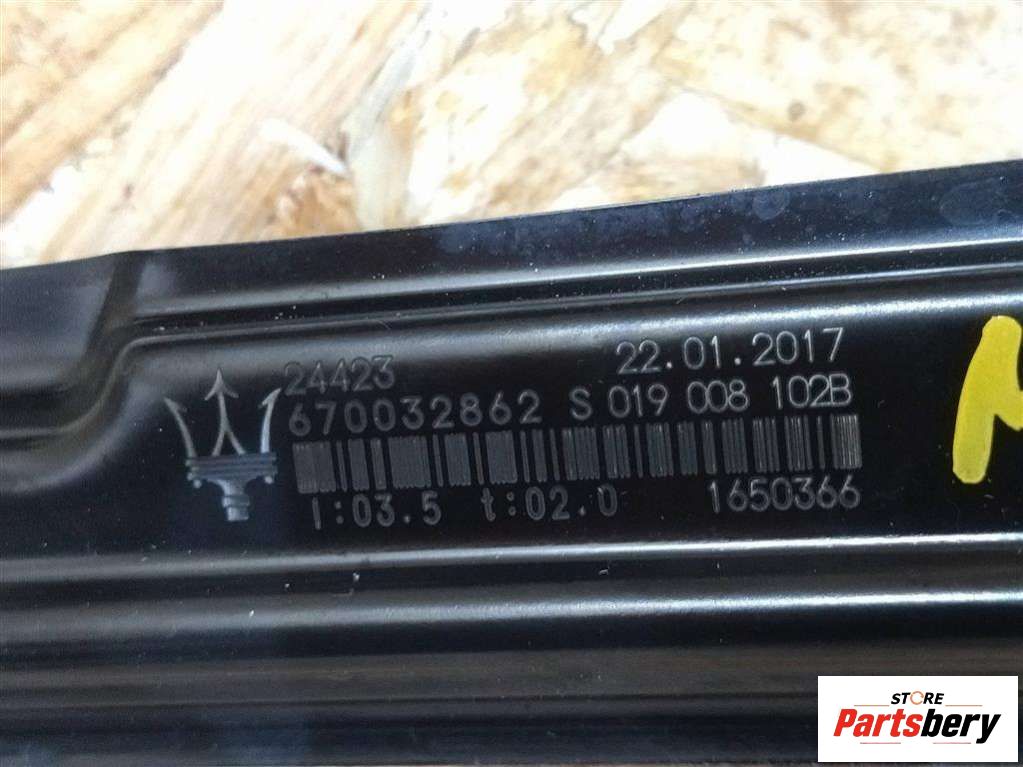 24423 22.01.2017
670032862 S 019 008 102B
l:03.5 t:02.0 1650366
STORE
Partsbery